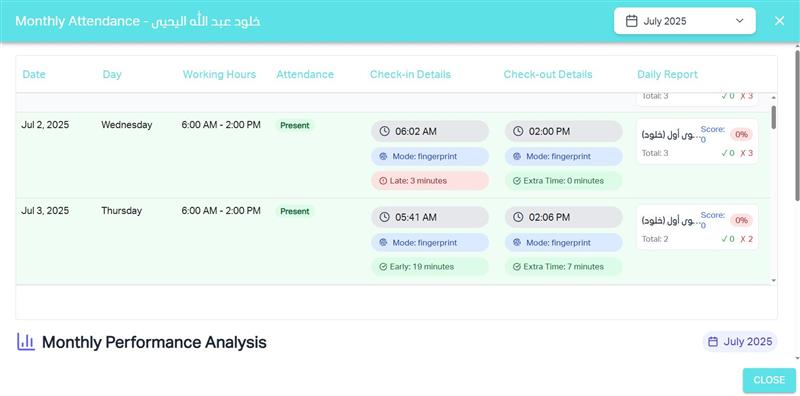 Monthly Attendance - خلود عبد الله اليحيى
July 2025
Date Day Working Hours Attendance Check-in Details Check-out Details Daily Report
Total: 3 ✓ 0 ✗ 3
Jul 2, 2025 Wednesday 6:00 AM - 2:00 PM Present
06:02 AM
Mode: fingerprint
Late: 3 minutes
02:00 PM
Mode: fingerprint
Extra Time: 0 minutes
...وى أول (خلود)
Score: 0
0%
Total: 3 ✓ 0 ✗ 3
Jul 3, 2025 Thursday 6:00 AM - 2:00 PM Present
05:41 AM
Mode: fingerprint
Early: 19 minutes
02:06 PM
Mode: fingerprint
Extra Time: 7 minutes
...وى أول (خلود)
Score: 0
0%
Total: 2 ✓ 0 ✗ 2
Monthly Performance Analysis
July 2025
CLOSE